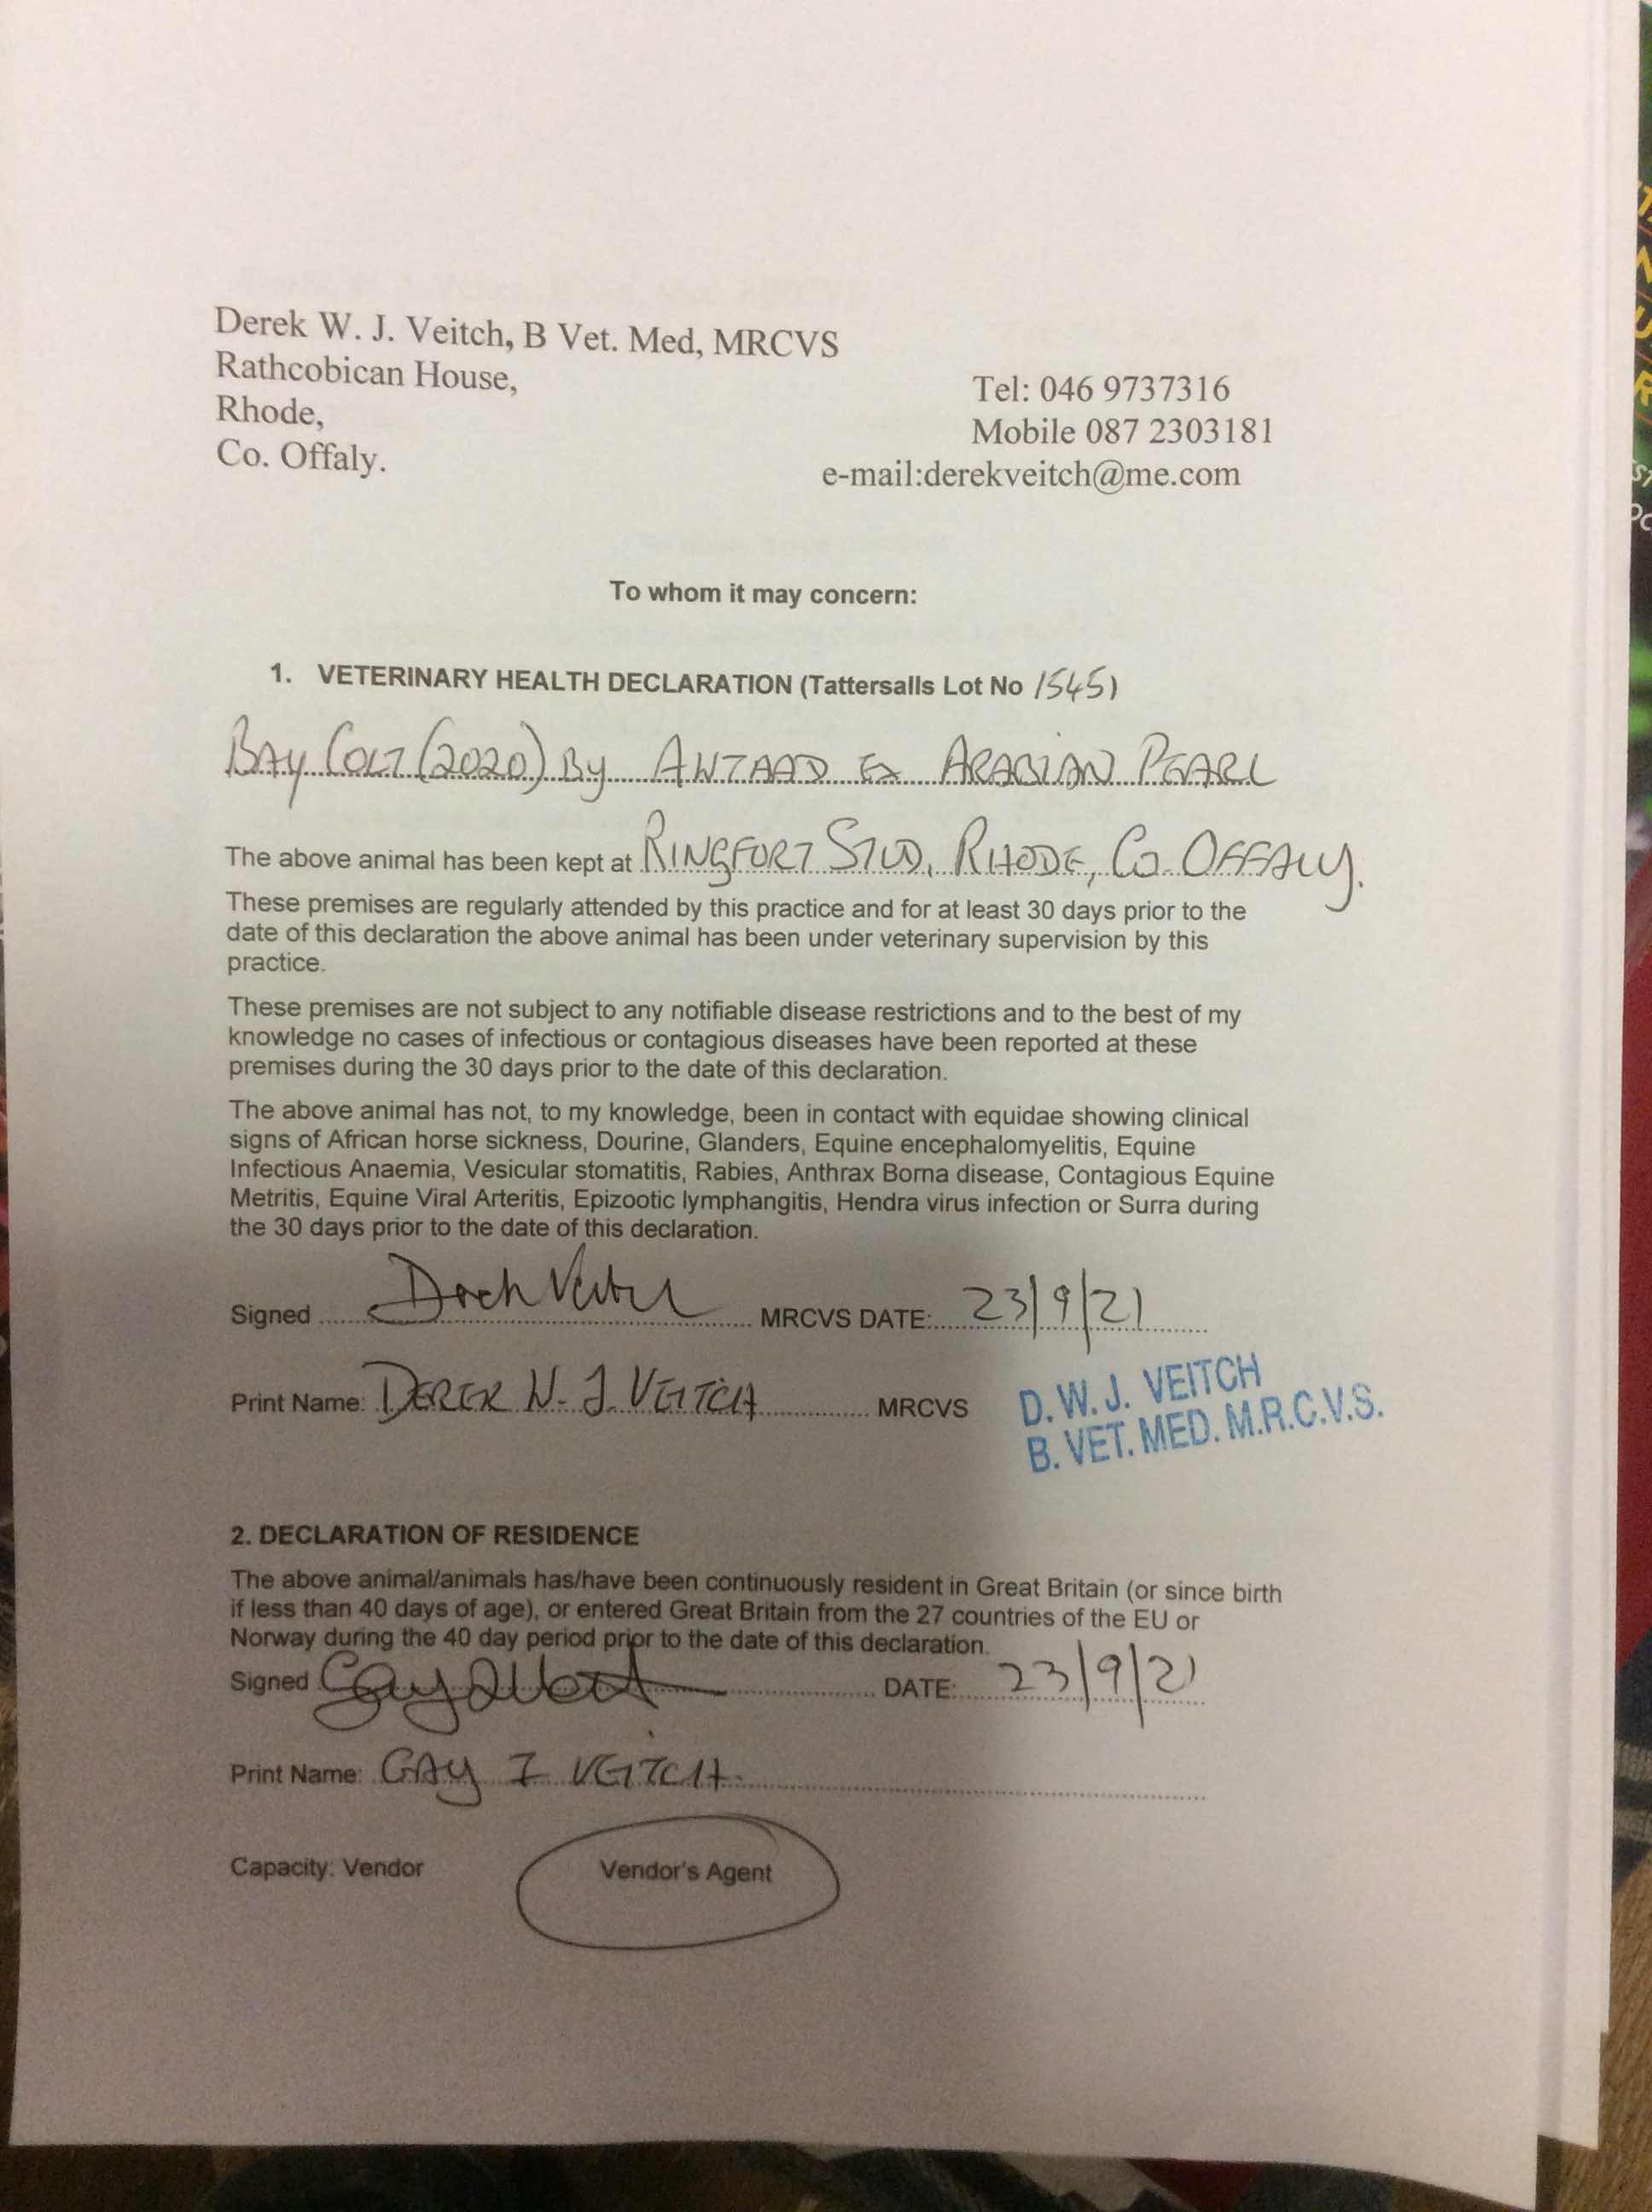 Derek W. J. Veitch, B Vet. Med, MRCVS
Rathcobican House,
Rhode,
Co. Offaly.
Tel: 046 9737316
Mobile 087 2303181
e-mail:derekveitch@me.com
To whom it may concern:
1. VETERINARY HEALTH DECLARATION (Tattersalls Lot No 1545)
BAY COLT (2020) By AWTAAD EX ARABIAN PEARL
The above animal has been kept at RINGFORT STUD, RHODE, CO. OFFALY.
These premises are regularly attended by this practice and for at least 30 days prior to the
date of this declaration the above animal has been under veterinary supervision by this
practice.
These premises are not subject to any notifiable disease restrictions and to the best of my
knowledge no cases of infectious or contagious diseases have been reported at these
premises during the 30 days prior to the date of this declaration.
The above animal has not, to my knowledge, been in contact with equidae showing clinical
signs of African horse sickness, Dourine, Glanders, Equine encephalomyelitis, Equine
Infectious Anaemia, Vesicular stomatitis, Rabies, Anthrax Borna disease, Contagious Equine
Metritis, Equine Viral Arteritis, Epizootic lymphangitis, Hendra virus infection or Surra during
the 30 days prior to the date of this declaration.
Signed Derek Veitch MRCVS DATE: 23/9/21
Print Name: DEREK W. J. VEITCH MRCVS
D. W. J. VEITCH
B. VET. MED. M.R.C.V.S.
2. DECLARATION OF RESIDENCE
The above animal/animals has/have been continuously resident in Great Britain (or since birth
if less than 40 days of age), or entered Great Britain from the 27 countries of the EU or
Norway during the 40 day period prior to the date of this declaration.
Signed DATE: 23/9/21
Print Name: GAY I VEITCH
Capacity: Vendor Vendor's Agent